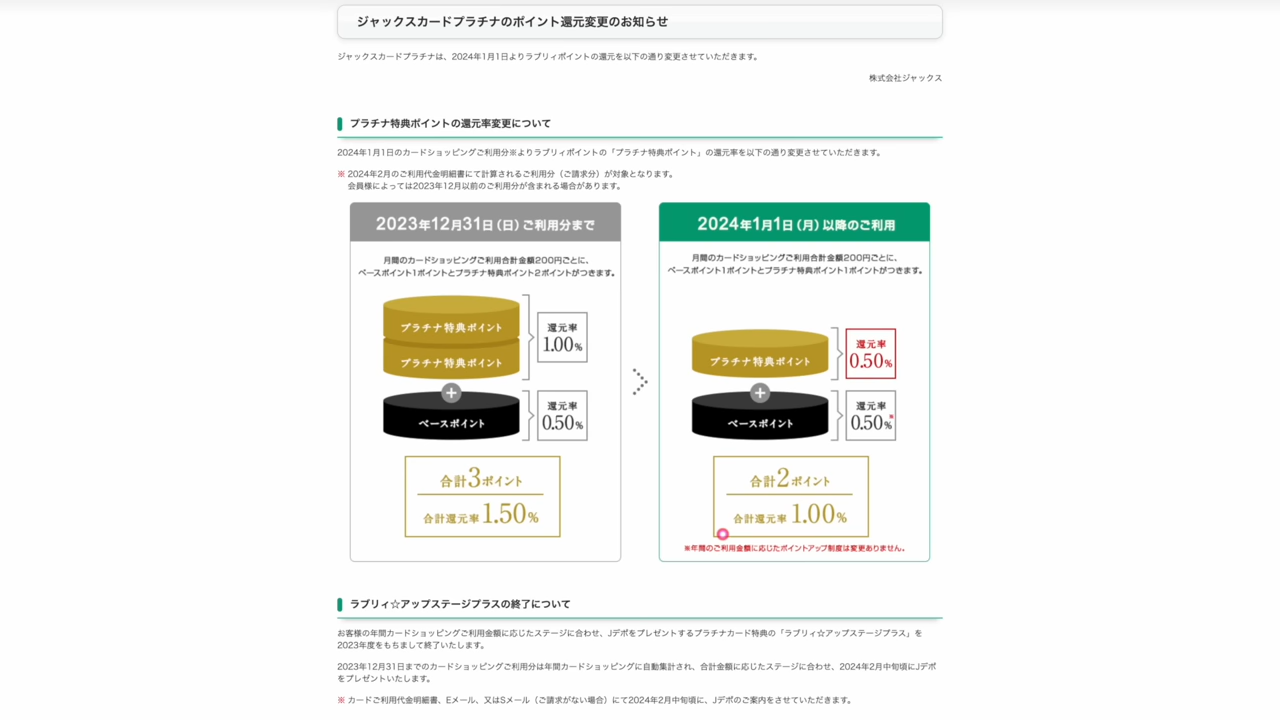 ジャックスカードプラチナのポイント還元変更のお知らせ
ジャックスカードプラチナは、2024年1月1日よりラブリィポイントの還元を以下の通り変更させていただきます。
株式会社ジャックス
プラチナ特典ポイントの還元率変更について
2024年1月1日のカードショッピングご利用分※よりラブリィポイントの「プラチナ特典ポイント」の還元率を以下の通り変更させていただきます。
※ 2024年2月のご利用代金明細書にて計算されるご利用分（ご請求分）が対象となります。
会員様によっては2023年12月以前のご利用分が含まれる場合があります。
2023年12月31日（日）ご利用分まで
月間のカードショッピングご利用合計金額200円ごとに、
ベースポイント1ポイントとプラチナ特典ポイント2ポイントがつきます。
プラチナ特典ポイント
プラチナ特典ポイント
還元率
1.00%
+
ベースポイント
還元率
0.50%
合計3ポイント
合計還元率1.50%
2024年1月1日（月）以降のご利用
月間のカードショッピングご利用合計金額200円ごとに、
ベースポイント1ポイントとプラチナ特典ポイント1ポイントがつきます。
プラチナ特典ポイント
還元率
0.50%
+
ベースポイント
還元率
0.50%
合計2ポイント
合計還元率1.00%
※年間のご利用金額に応じたポイントアップ制度は変更ありません。
ラブリィ☆アップステージプラスの終了について
お客様の年間カードショッピングご利用金額に応じたステージに合わせ、Jデポをプレゼントするプラチナカード特典の「ラブリィ☆アップステージプラス」を
2023年度をもちまして終了いたします。
2023年12月31日までのカードショッピングご利用分は年間カードショッピングに自動集計され、合計金額に応じたステージに合わせ、2024年2月中旬頃にJデポ
をプレゼントいたします。
※ カードご利用代金明細書、Eメール、又はSメール（ご請求がない場合）にて2024年2月中旬頃に、Jデポのご案内をさせていただきます。